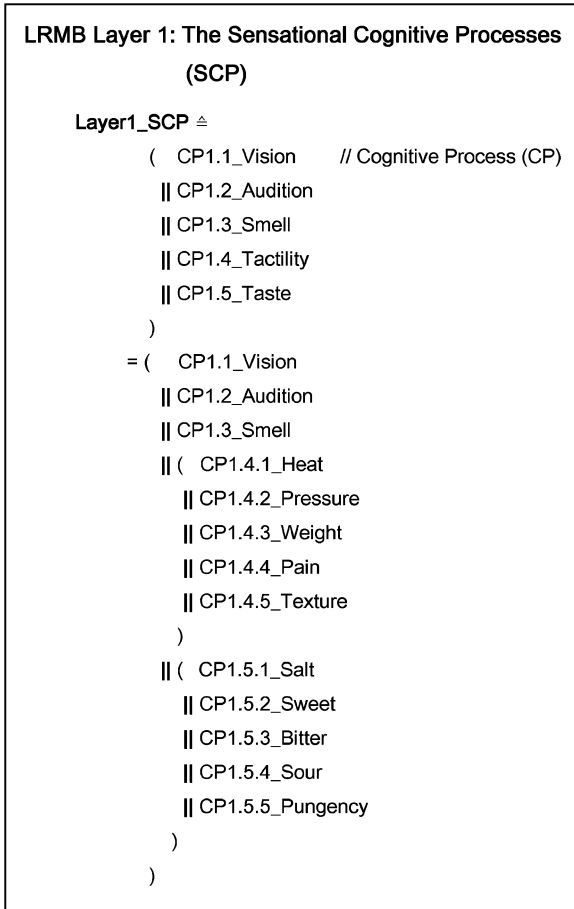 LRMB Layer 1: The Sensational Cognitive Processes
(SCP)
Layer1_SCP ≙
( CP1.1_Vision // Cognitive Process (CP)
|| CP1.2_Audition
|| CP1.3_Smell
|| CP1.4_Tactility
|| CP1.5_Taste
)
= ( CP1.1_Vision
|| CP1.2_Audition
|| CP1.3_Smell
|| ( CP1.4.1_Heat
|| CP1.4.2_Pressure
|| CP1.4.3_Weight
|| CP1.4.4_Pain
|| CP1.4.5_Texture
)
|| ( CP1.5.1_Salt
|| CP1.5.2_Sweet
|| CP1.5.3_Bitter
|| CP1.5.4_Sour
|| CP1.5.5_Pungency
)
)